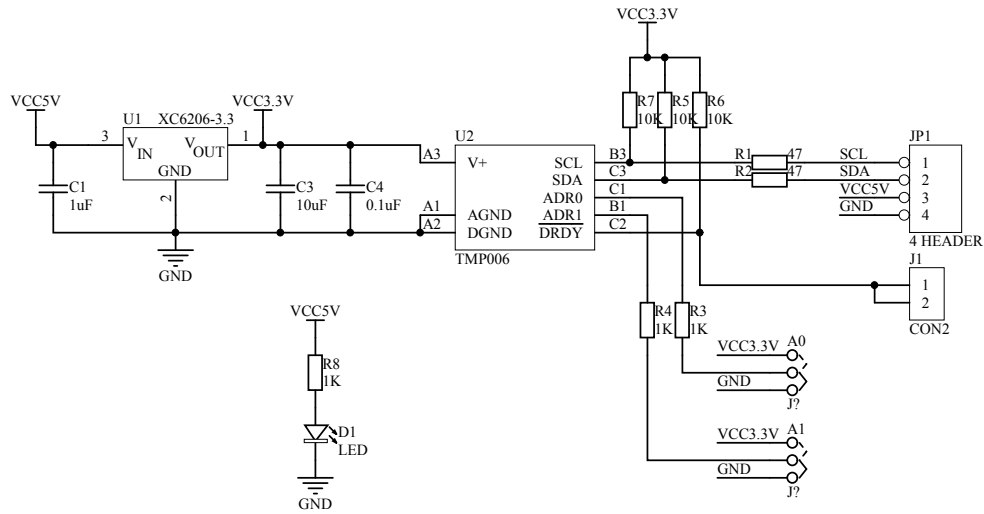 VCC3.3V
VCC5V
VCC3.3V
U1 XC6206-3.3
3 VIN VOUT 1
GND
2
C1
1uF
C3
10uF
C4
0.1uF
GND
U2
A3 V+
A1 AGND
A2 DGND
SCL B3
SDA C3
ADR0 C1
ADR1 B1
DRDY C2
TMP006
R7
10K
R5
10K
R6
10K
R1 47
R2 47
JP1
SCL 1
SDA 2
VCC5V 3
GND 4
4 HEADER
J1
1
2
CON2
R4
1K
R3
1K
VCC3.3V A0
GND
J?
VCC3.3V A1
GND
J?
VCC5V
R8
1K
D1
LED
GND